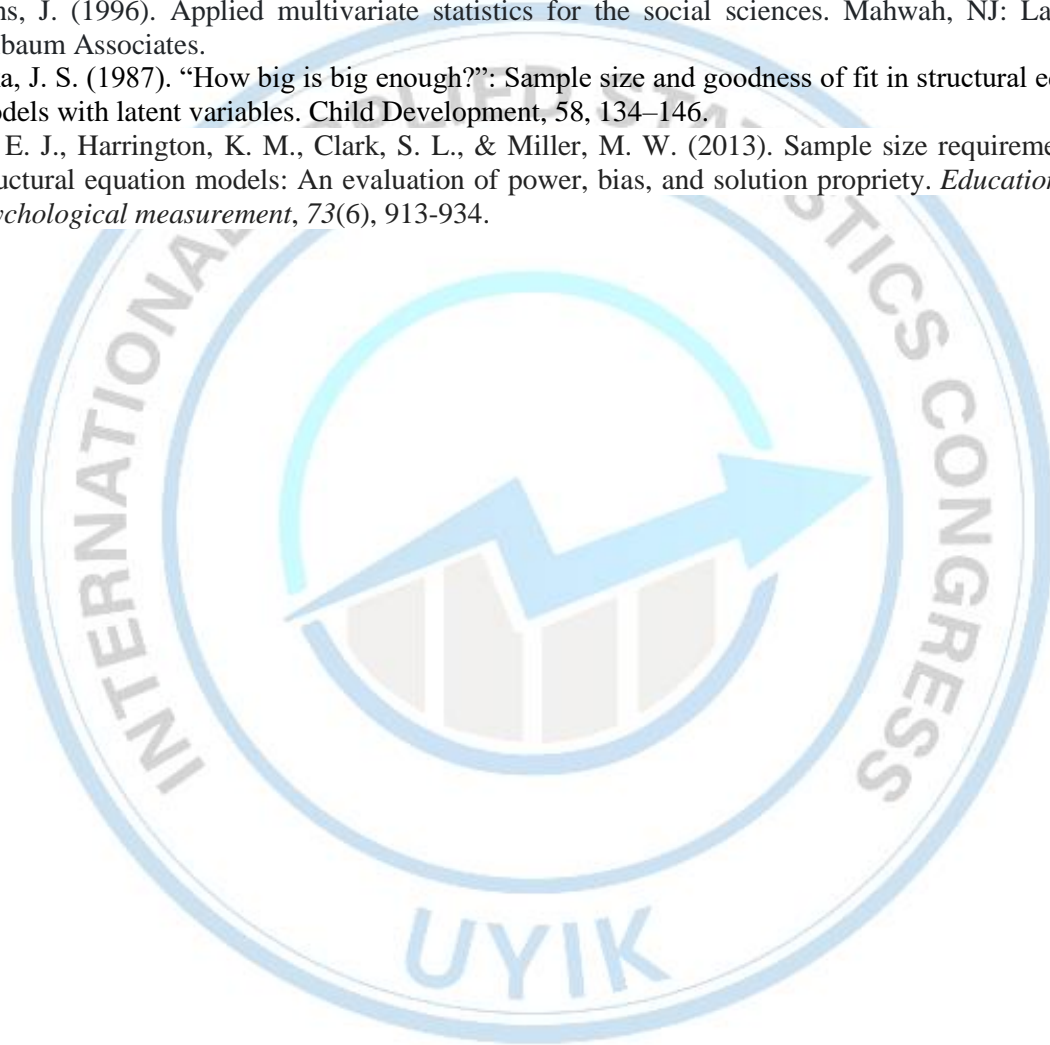 ns, J. (1996). Applied multivariate statistics for the social sciences. Mahwah, NJ: La
baum Associates.
a, J. S. (1987). “How big is big enough?”: Sample size and goodness of fit in structural e
odels with latent variables. Child Development, 58, 134–146.
E. J., Harrington, K. M., Clark, S. L., & Miller, M. W. (2013). Sample size requireme
uctural equation models: An evaluation of power, bias, and solution propriety. Education
ychological measurement, 73(6), 913-934.
INTERNATIONAL APPLIED STATISTICS CONGRESS
UYIK